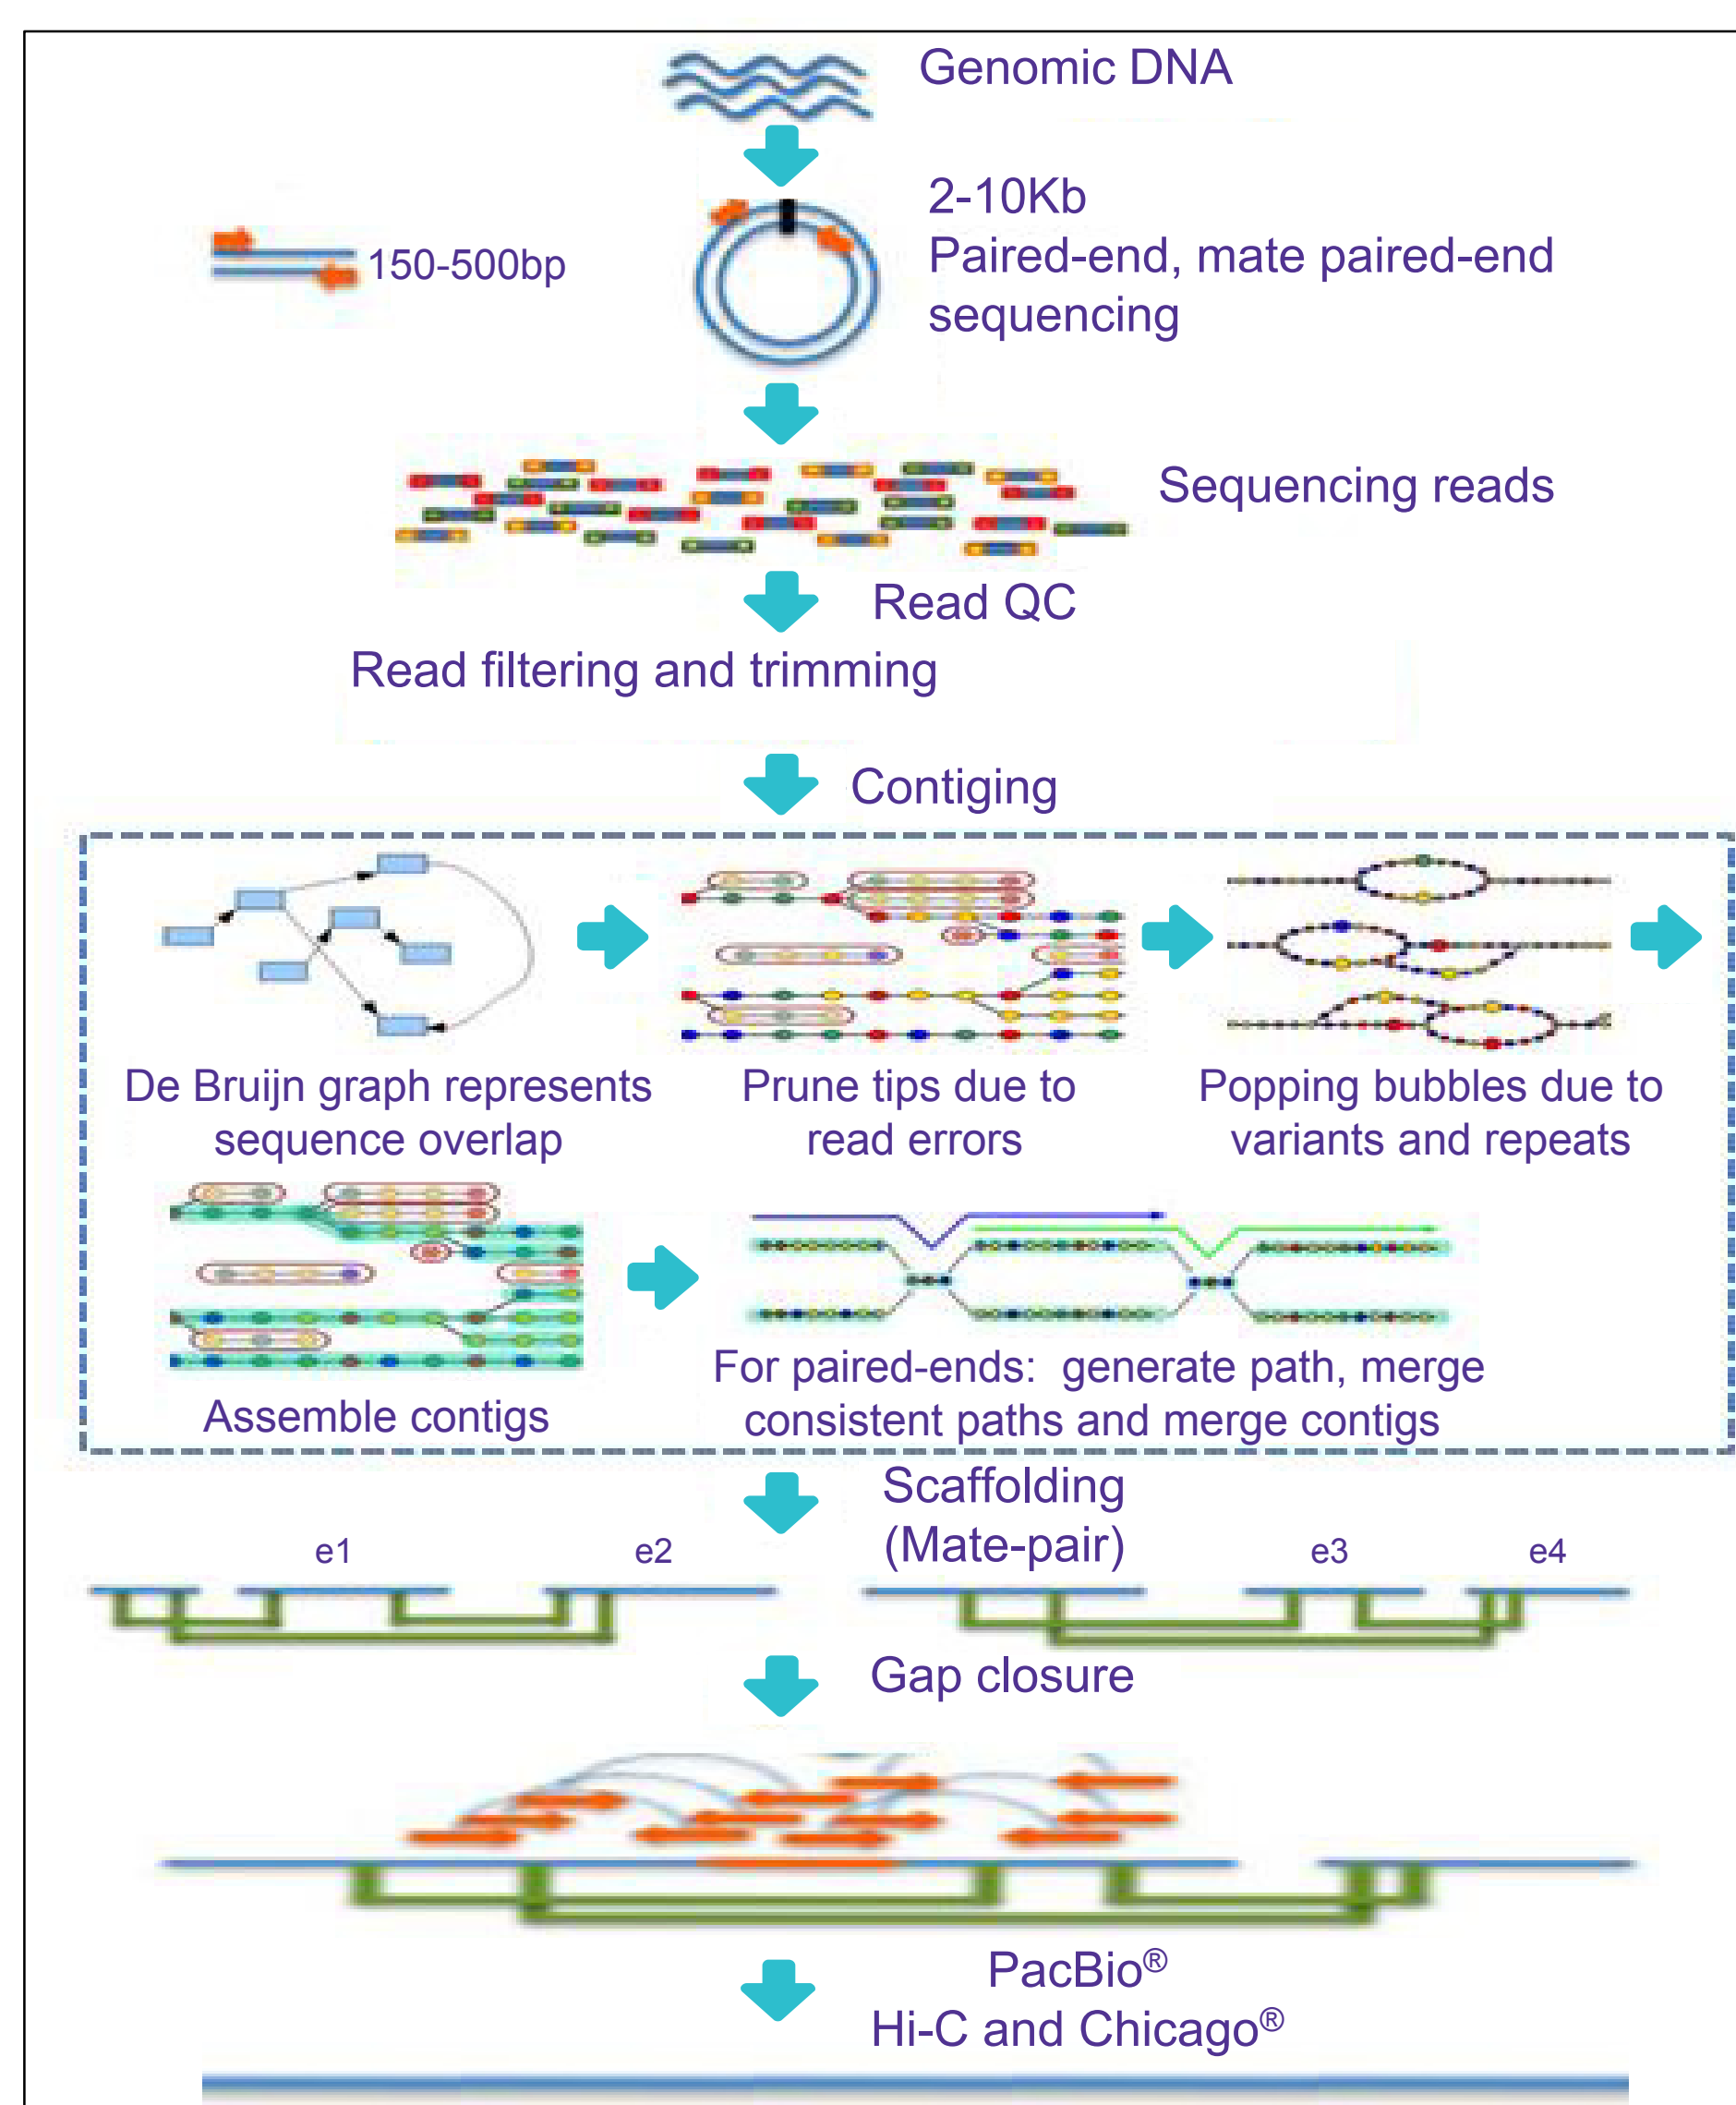 Genomic DNA
2-10Kb
Paired-end, mate paired-end
sequencing
150-500bp
Sequencing reads
Read QC
Read filtering and trimming
Contiging
De Bruijn graph represents
sequence overlap
Prune tips due to
read errors
Popping bubbles due to
variants and repeats
Assemble contigs
For paired-ends: generate path, merge
consistent paths and merge contigs
Scaffolding
(Mate-pair)
e1
e2
e3
e4
Gap closure
PacBio®
Hi-C and Chicago®